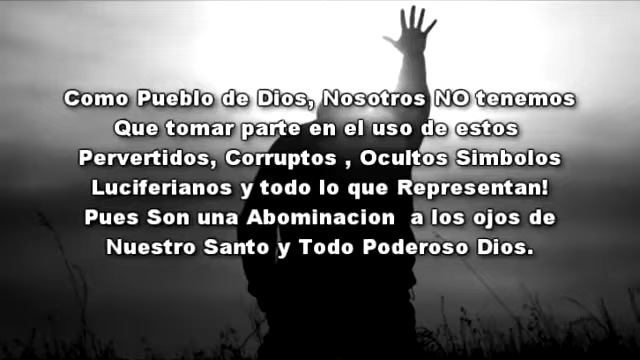 Como Pueblo de Dios, Nosotros NO tenemos
Que tomar parte en el uso de estos
Pervertidos, Corruptos , Ocultos Simbolos
Luciferianos y todo lo que Representan!
Pues Son una Abominacion a los ojos de
Nuestro Santo y Todo Poderoso Dios.